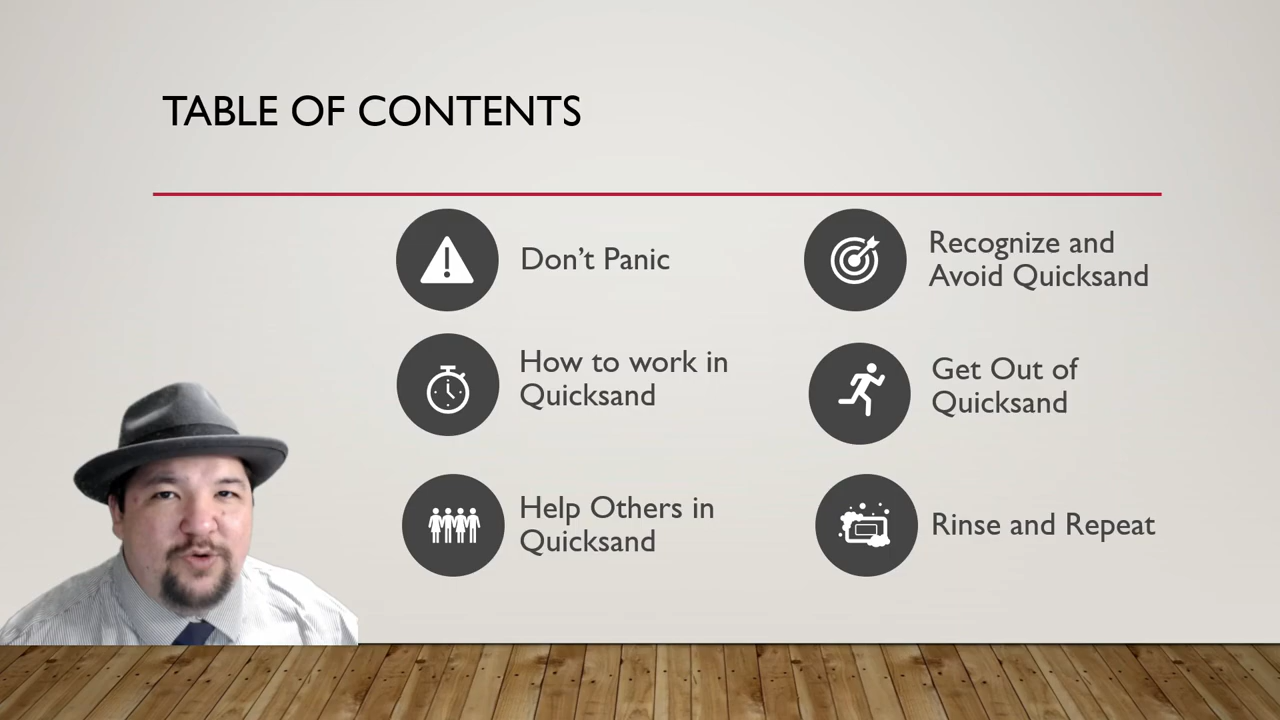 TABLE OF CONTENTS
Don’t Panic
Recognize and
Avoid Quicksand
How to work in
Quicksand
Get Out of
Quicksand
Help Others in
Quicksand
Rinse and Repeat